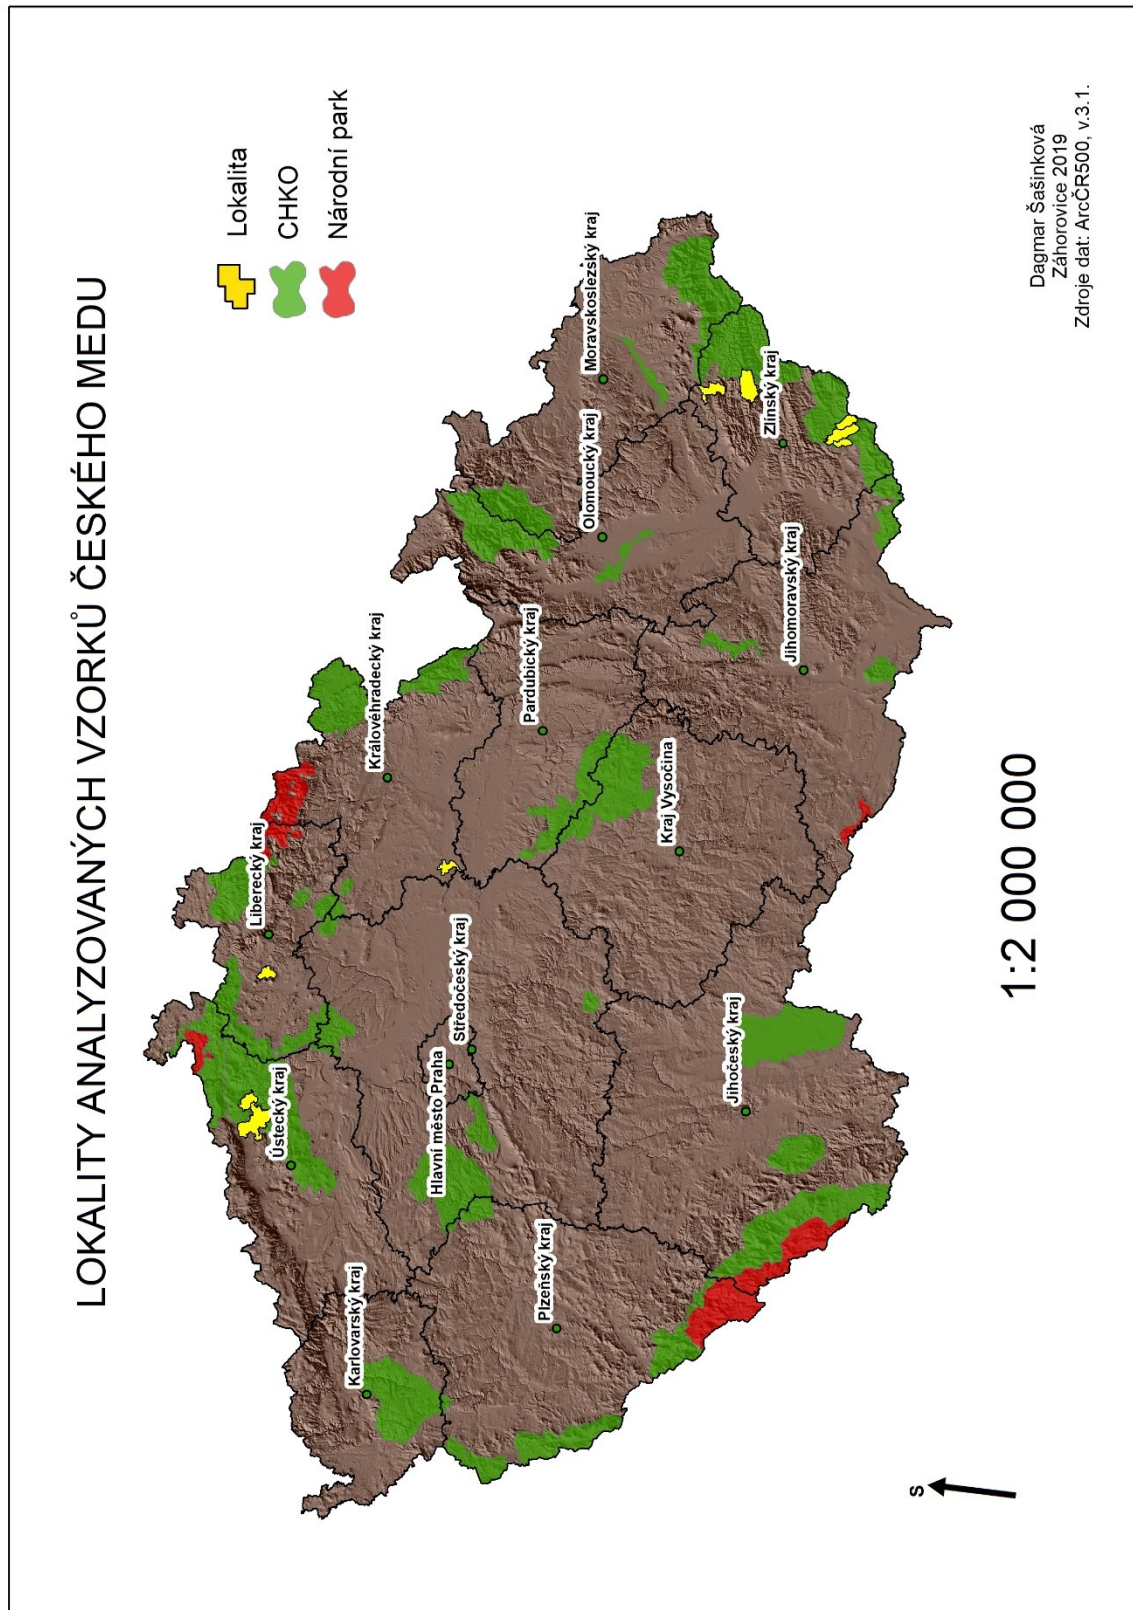 LOKALITY ANALYZOVANÝCH VZORKŮ ČESKÉHO MEDU
Lokalita
CHKO
Národní park
Liberecký kraj
Ústecký kraj
Karlovarský kraj
Královéhradecký kraj
Hlavní město Praha
Středočeský kraj
Pardubický kraj
Plzeňský kraj
Olomoucký kraj
Moravskoslezský kraj
Kraj Vysočina
Jihočeský kraj
Zlínský kraj
Jihomoravský kraj
S
1:2 000 000
Dagmar Šašinková
Záhorovice 2019
Zdroje dat: ArcČR500, v.3.1.